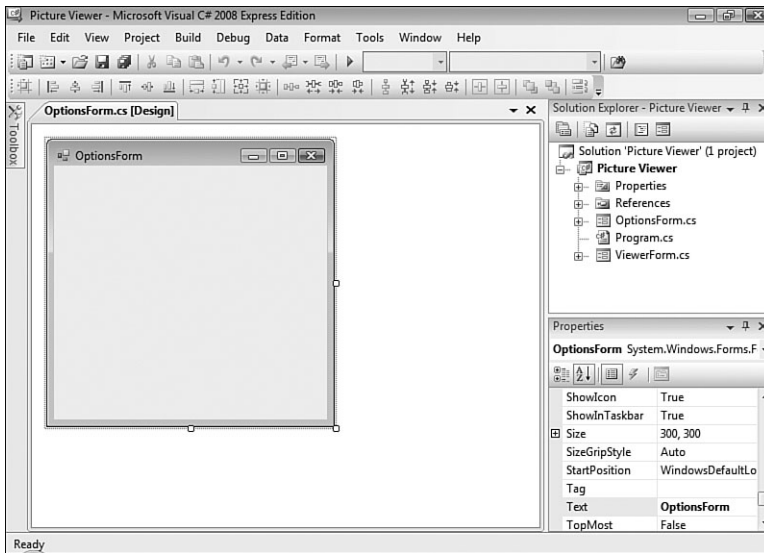 Picture Viewer - Microsoft Visual C# 2008 Express Edition
File Edit View Project Build Debug Data Format Tools Window Help
OptionsForm.cs [Design]
Toolbox
OptionsForm
Solution Explorer - Picture Viewer
Solution 'Picture Viewer' (1 project)
Picture Viewer
Properties
References
OptionsForm.cs
Program.cs
ViewerForm.cs
Properties
OptionsForm System.Windows.Forms.F
ShowIcon True
ShowInTaskbar True
Size 300, 300
SizeGripStyle Auto
StartPosition WindowsDefaultLo
Tag
Text OptionsForm
TopMost False
Ready